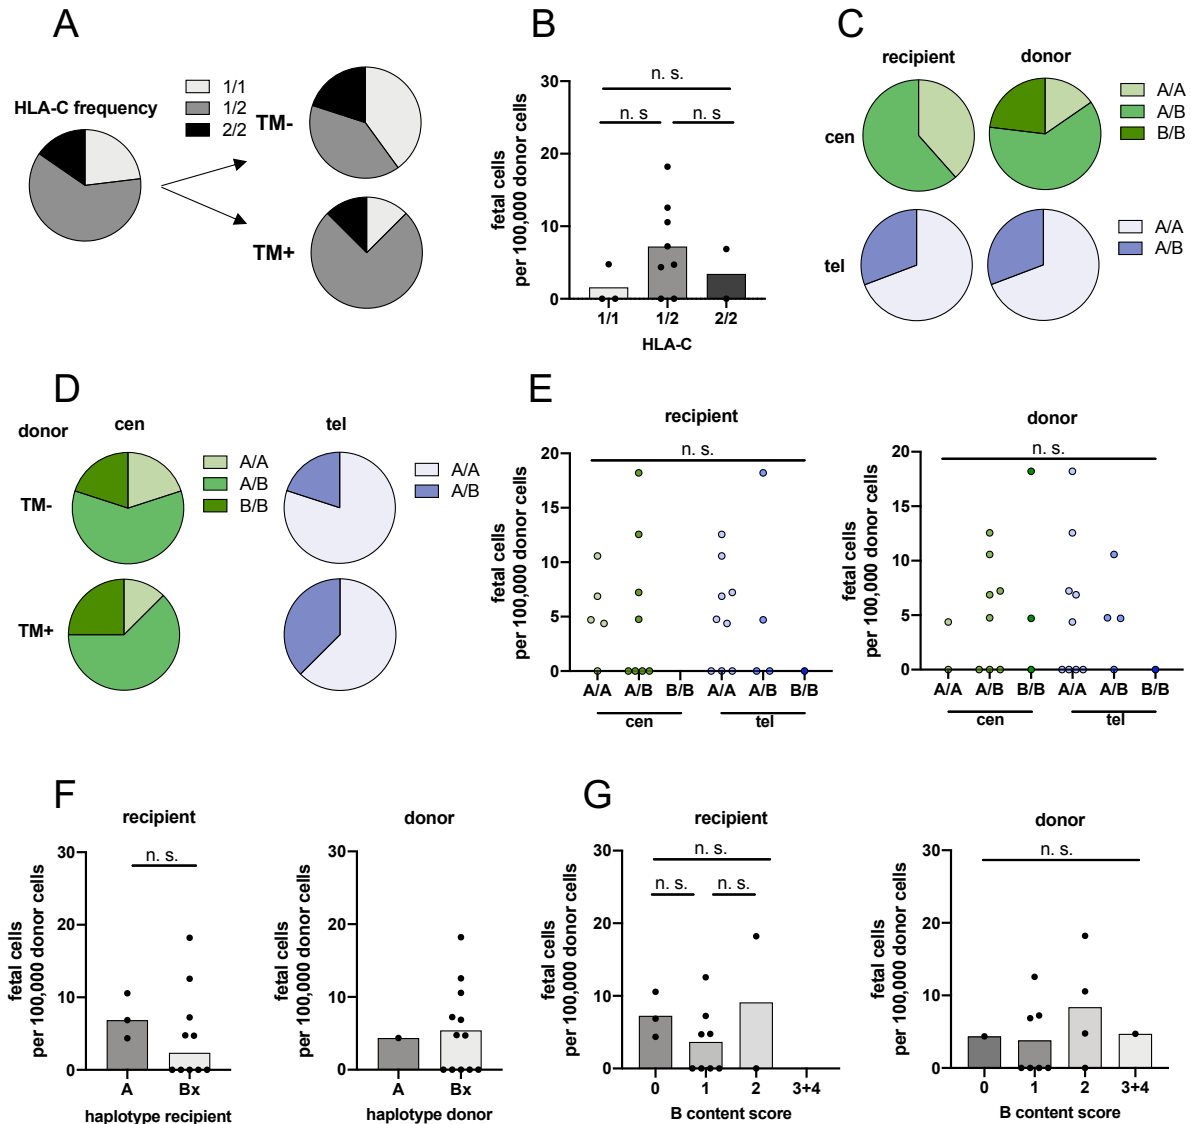 A
HLA-C frequency
1/1
1/2
2/2
TM-
TM+
B
fetal cells
per 100,000 donor cells
30
20
10
0
n. s.
n. s
n. s
1/1
1/2
2/2
HLA-C
C
recipient
donor
cen
tel
A/A
A/B
B/B
A/A
A/B
D
donor
cen
tel
TM-
TM+
A/A
A/B
B/B
A/A
A/B
E
recipient
n. s.
fetal cells
per 100,000 donor cells
20
15
10
5
0
A/A
A/B
B/B
A/A
A/B
B/B
cen
tel
donor
n. s.
fetal cells
per 100,000 donor cells
20
15
10
5
0
A/A
A/B
B/B
A/A
A/B
B/B
cen
tel
F
recipient
n. s.
fetal cells
per 100,000 donor cells
30
20
10
0
A
Bx
haplotype recipient
donor
fetal cells
per 100,000 donor cells
30
20
10
0
A
Bx
haplotype donor
G
recipient
n. s.
n. s.
n. s.
fetal cells
per 100,000 donor cells
30
20
10
0
0
1
2
3+4
B content score
donor
n. s.
fetal cells
per 100,000 donor cells
30
20
10
0
0
1
2
3+4
B content score